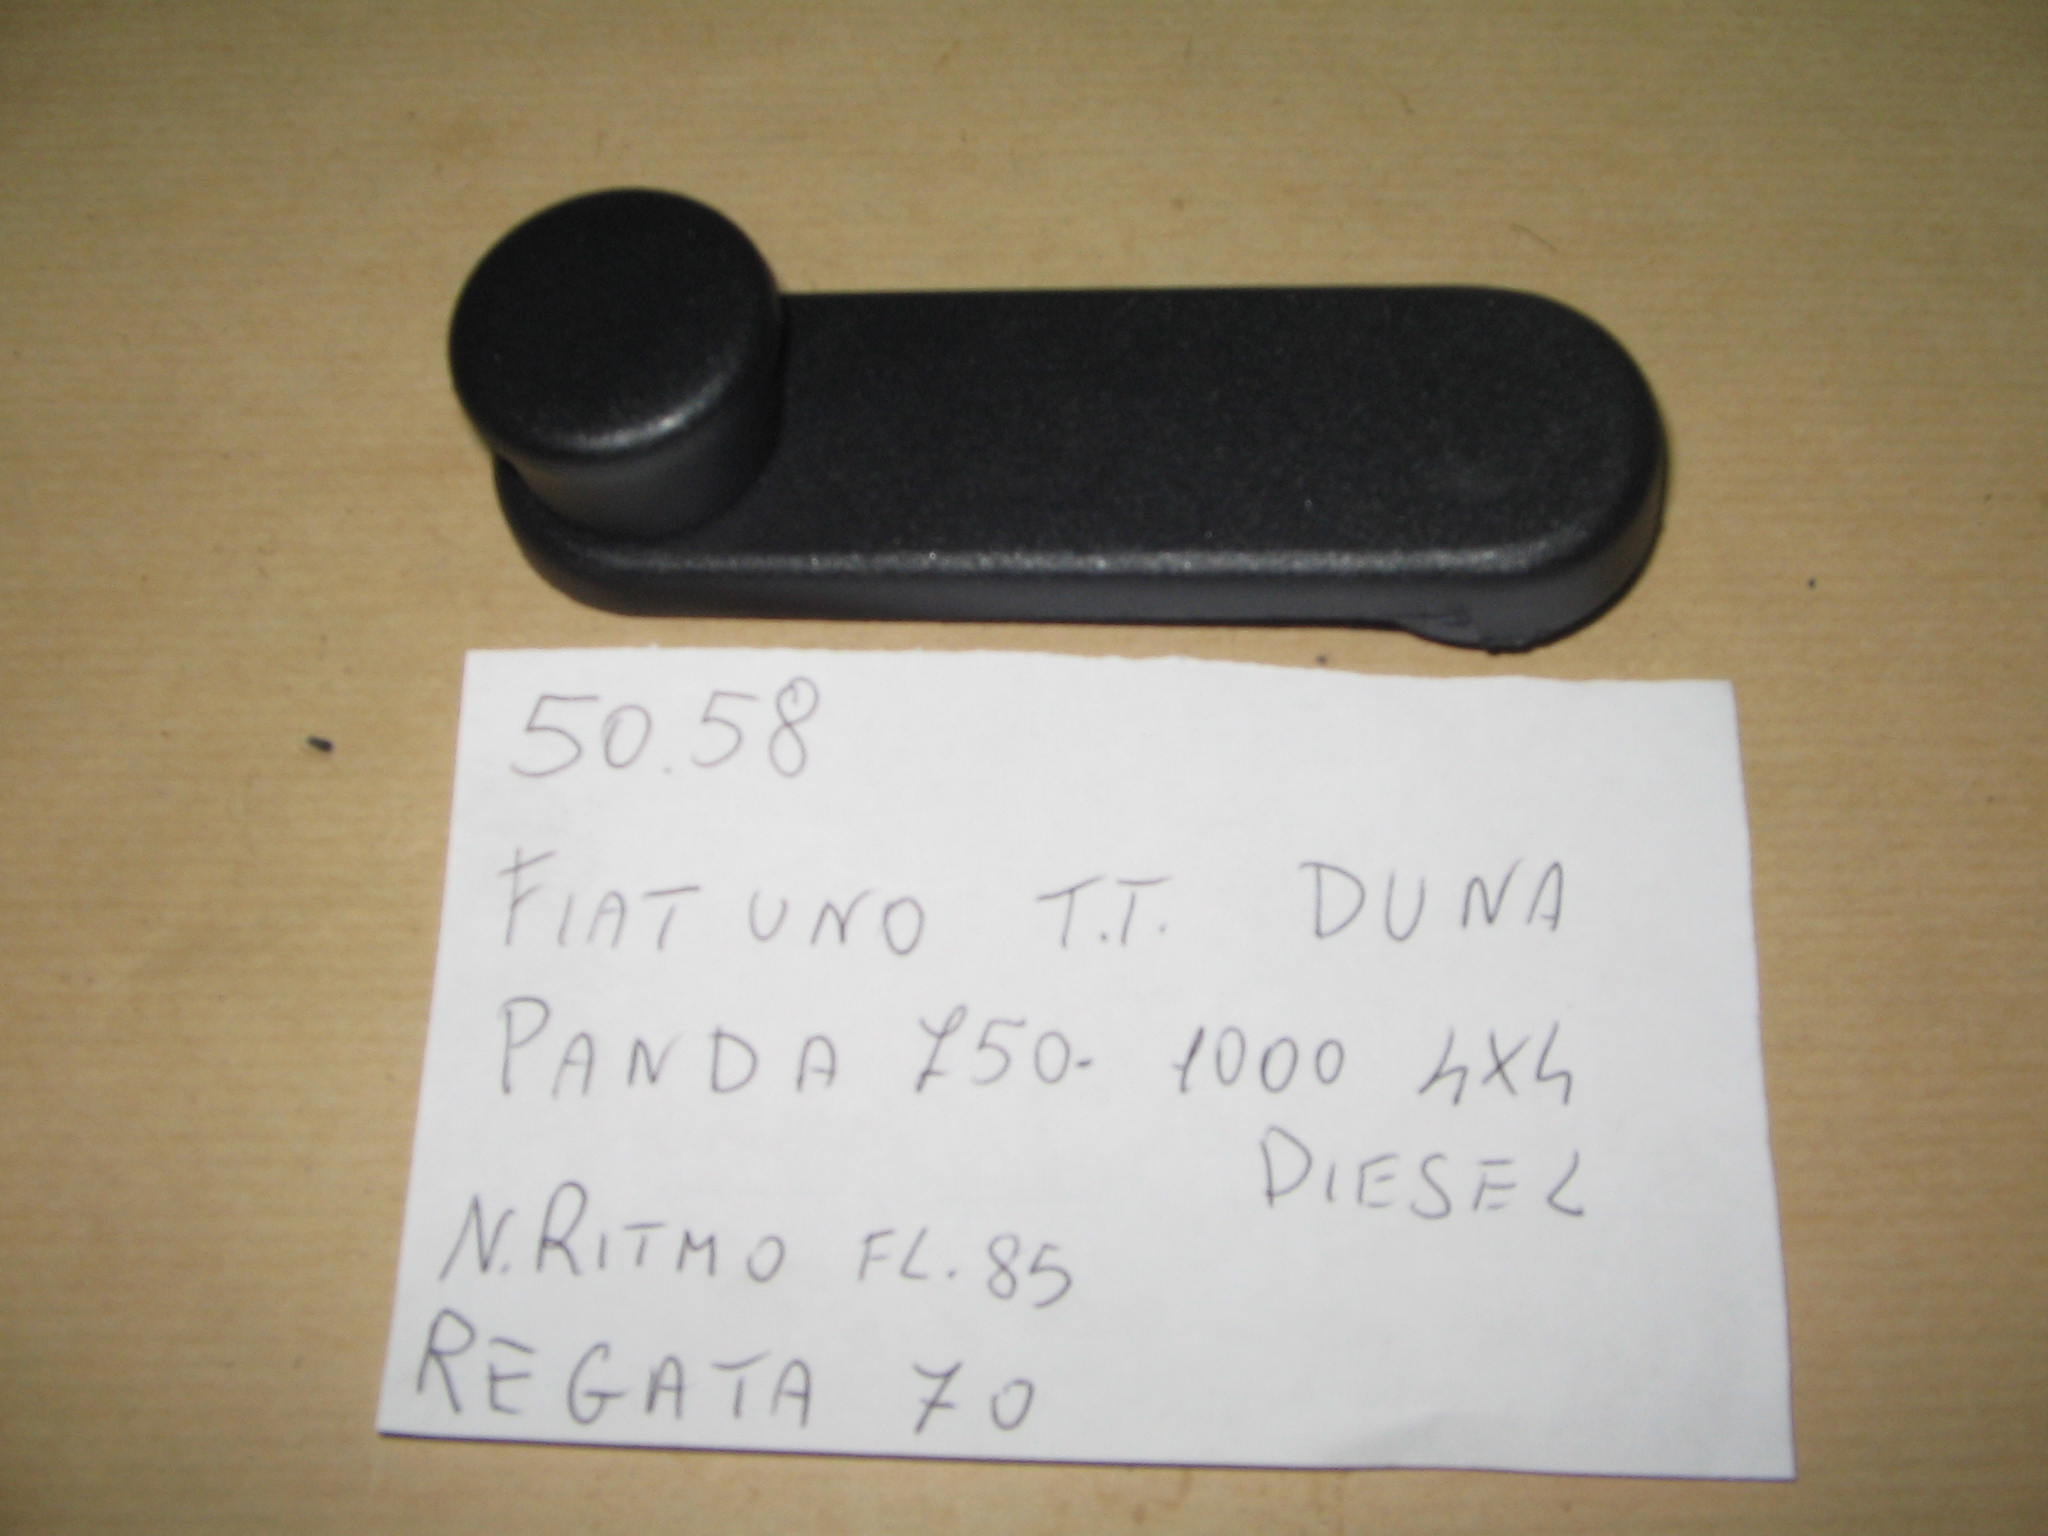 50.58
FIAT UNO T.T. DUNA
PANDA 750- 1000 4X4
DIESEL
N.RITMO FL.85
REGATA 70